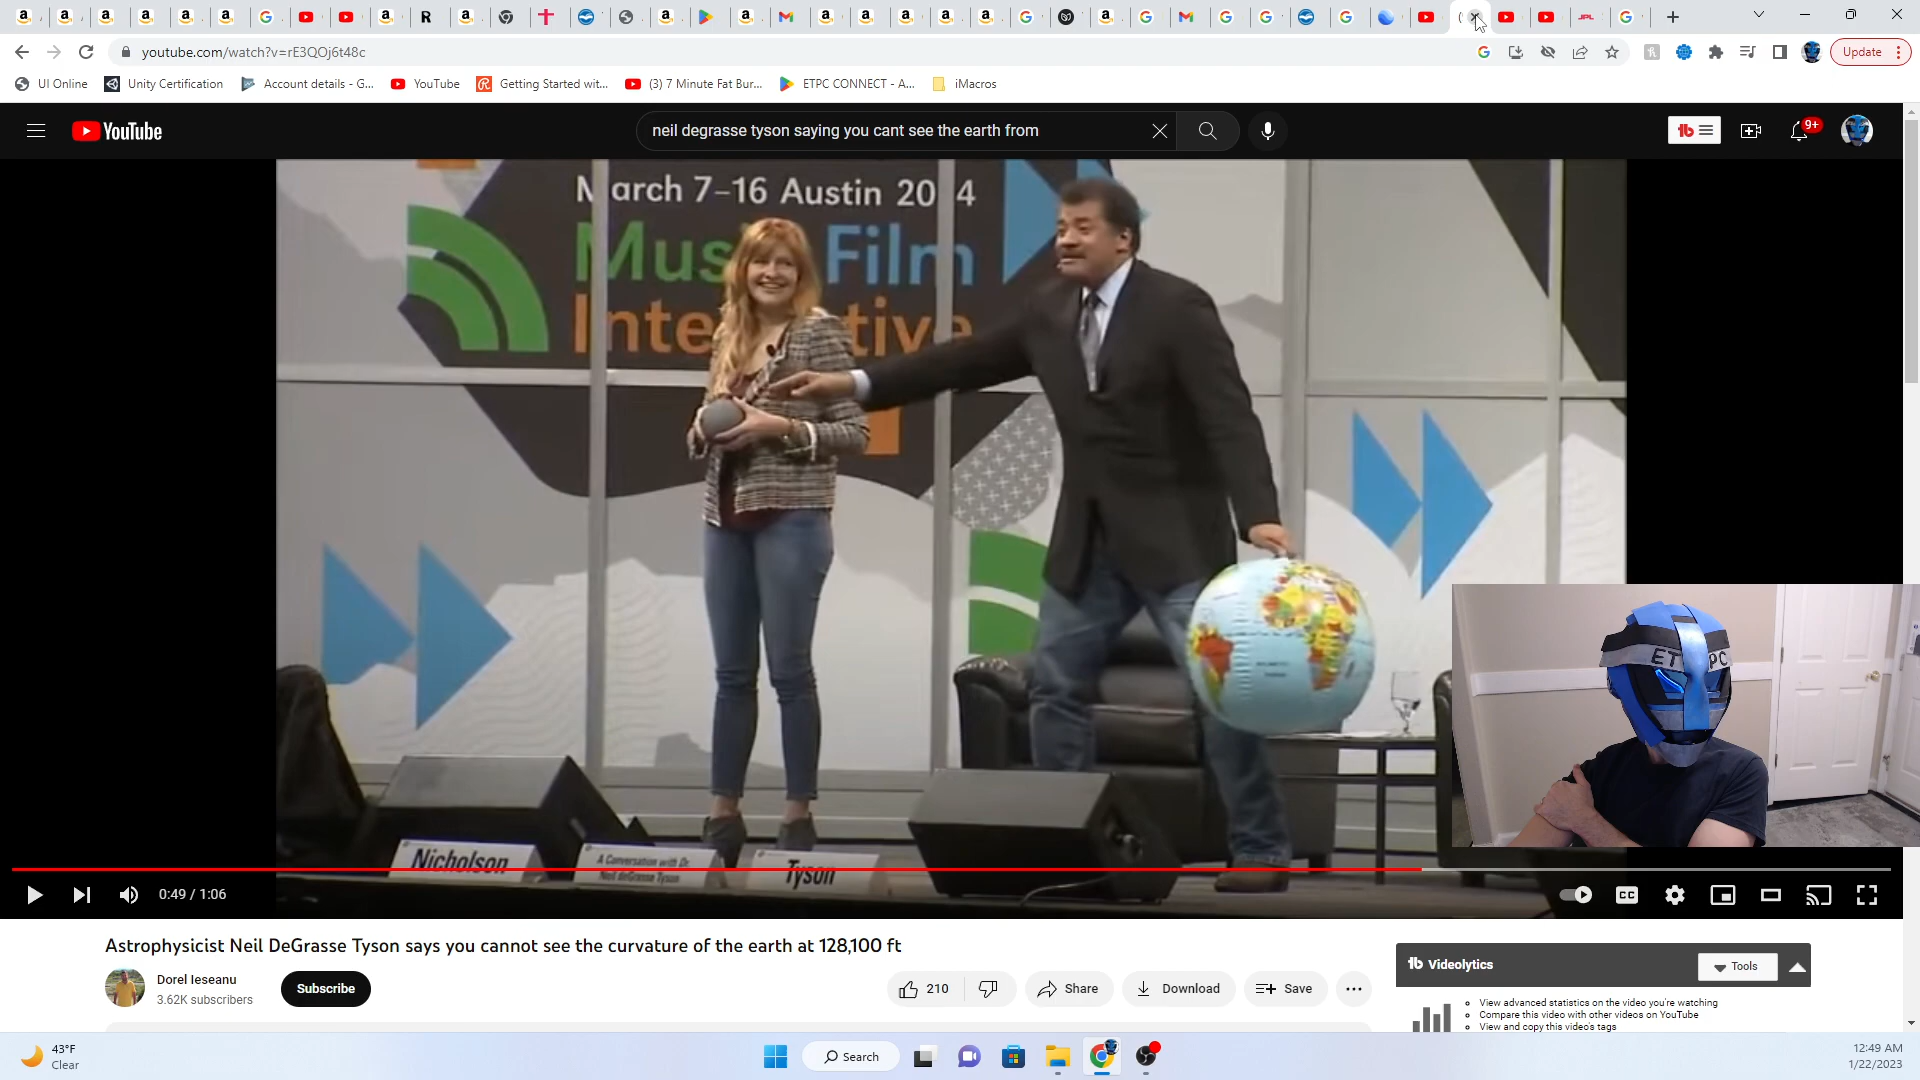 youtube.com/watch?v=rE3QOj6t48c
Update
UI Online
Unity Certification
Account details - G...
YouTube
Getting Started wit...
(3) 7 Minute Fat Bur...
ETPC CONNECT - A...
iMacros
YouTube
neil degrasse tyson saying you cant see the earth from
9+
March 7-16 Austin 20 4
Mus Film
Inte tive
ET PC
Nicholson
A Conversation with Dr.
Neil deGrasse Tyson
Tyson
0:49 / 1:06
CC
Astrophysicist Neil DeGrasse Tyson says you cannot see the curvature of the earth at 128,100 ft
Dorel Ieseanu
3.62K subscribers
Subscribe
210
Share
Download
Save
Videolytics
Tools
View advanced statistics on the video you're watching
Compare this video with other videos on YouTube
View and copy this video's tags
43°F
Clear
Search
12:49 AM
1/22/2023